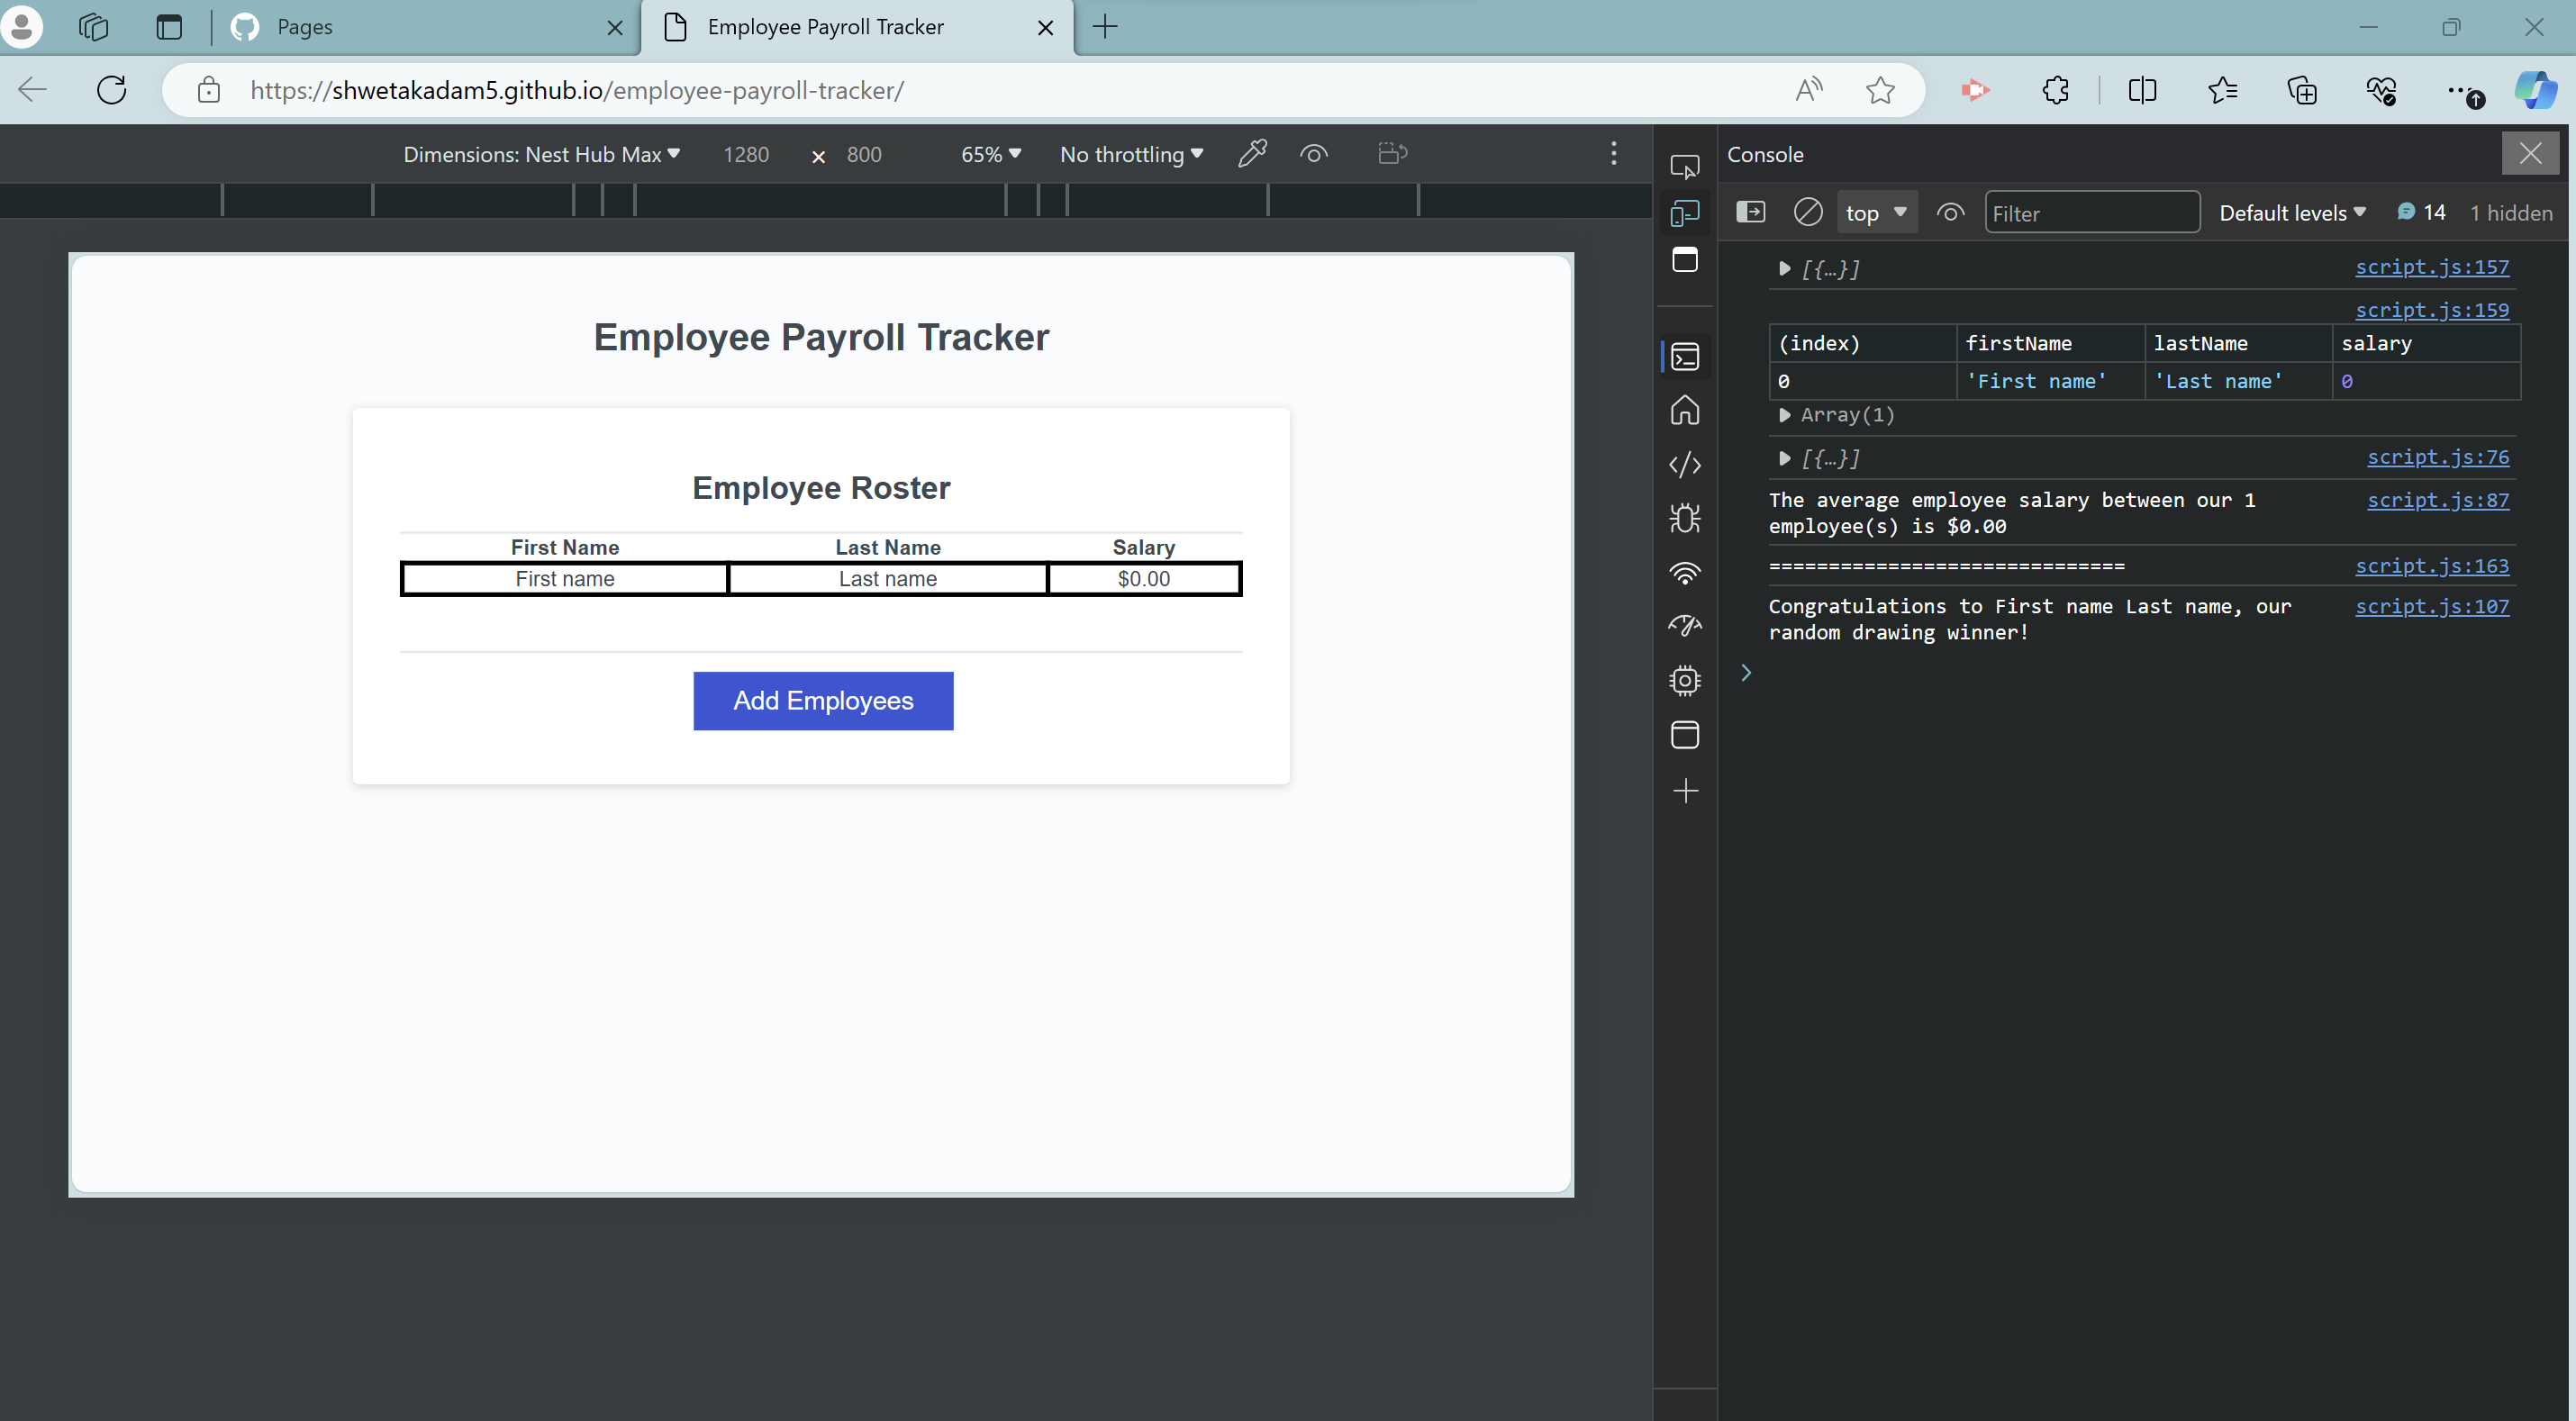 Pages
Employee Payroll Tracker
https://shwetakadam5.github.io/employee-payroll-tracker/
Dimensions: Nest Hub Max 1280 × 800 65% No throttling
Employee Payroll Tracker
Employee Roster
First Name Last Name Salary
First name Last name $0.00
Add Employees
Console
top Filter Default levels 14 1 hidden
[{…}] script.js:157
script.js:159
(index) firstName lastName salary
0 'First name' 'Last name' 0
Array(1)
[{…}] script.js:76
The average employee salary between our 1 script.js:87
employee(s) is $0.00
============================== script.js:163
Congratulations to First name Last name, our script.js:107
random drawing winner!